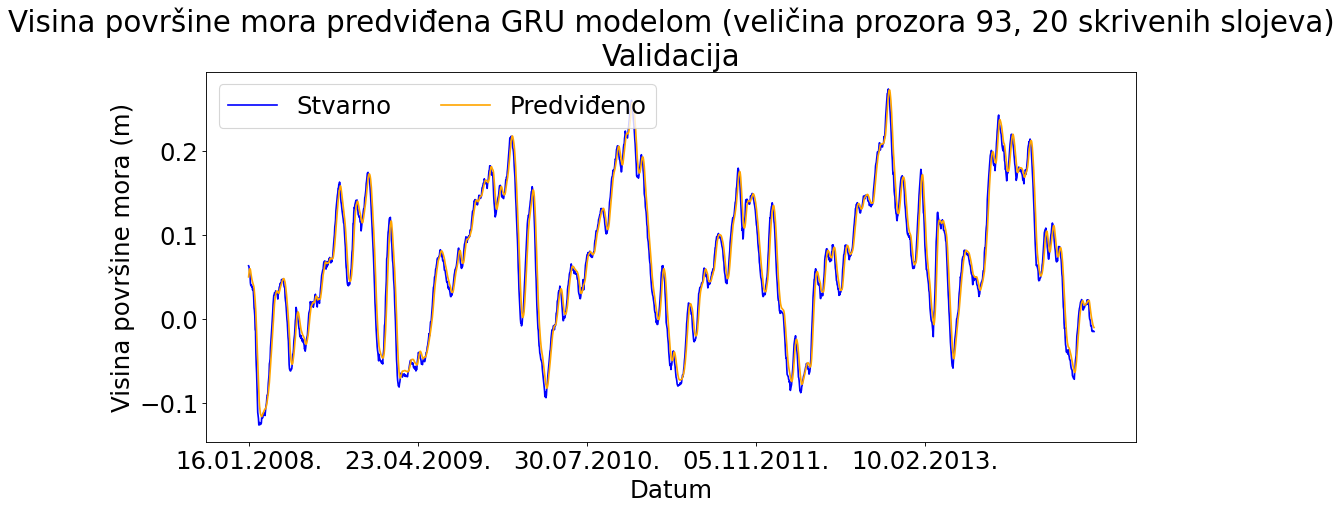 Visina površine mora predviđena GRU modelom (veličina prozora 93, 20 skrivenih slojeva)
Validacija
Stvarno Predviđeno
Visina površine mora (m)
0.2
0.1
0.0
−0.1
16.01.2008. 23.04.2009. 30.07.2010. 05.11.2011. 10.02.2013.
Datum